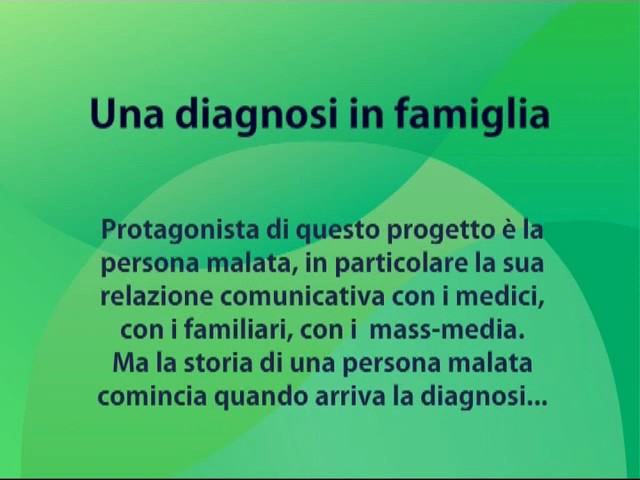 Una diagnosi in famiglia
Protagonista di questo progetto è la
persona malata, in particolare la sua
relazione comunicativa con i medici,
con i familiari, con i  mass-media.
Ma la storia di una persona malata
comincia quando arriva la diagnosi...